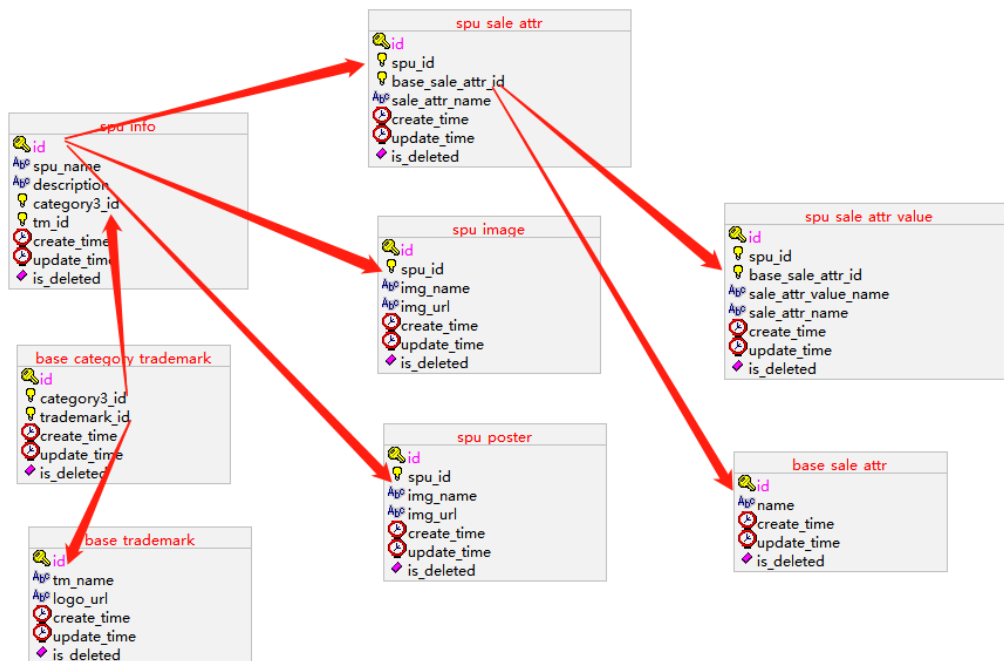 spu info
id
spu_name
description
category3_id
tm_id
create_time
update_time
is_deleted
base category trademark
id
category3_id
trademark_id
create_time
update_time
is_deleted
base trademark
id
tm_name
logo_url
create_time
update_time
is_deleted
spu sale attr
id
spu_id
base_sale_attr_id
sale_attr_name
create_time
update_time
is_deleted
spu image
id
spu_id
img_name
img_url
create_time
update_time
is_deleted
spu poster
id
spu_id
img_name
img_url
create_time
update_time
is_deleted
spu sale attr value
id
spu_id
base_sale_attr_id
sale_attr_value_name
sale_attr_name
create_time
update_time
is_deleted
base sale attr
id
name
create_time
update_time
is_deleted